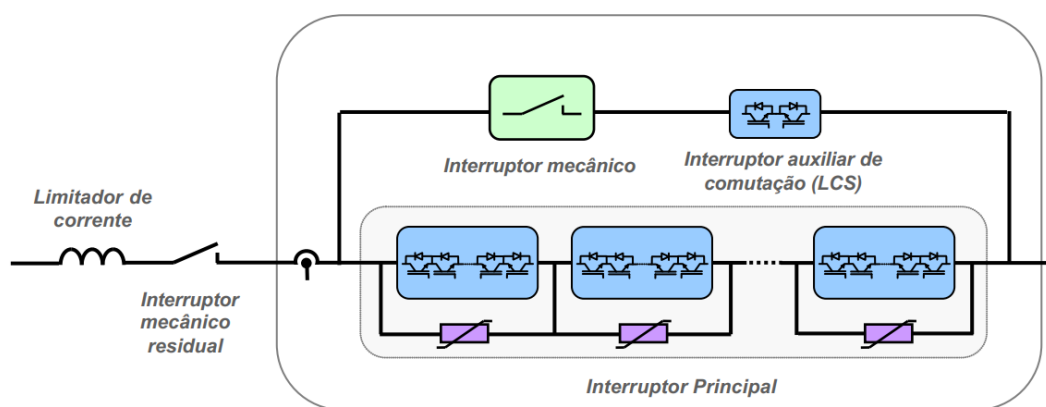 Interruptor mecânico
Interruptor auxiliar de
comutação (LCS)
Limitador de
corrente
Interruptor
mecânico
residual
Interruptor Principal